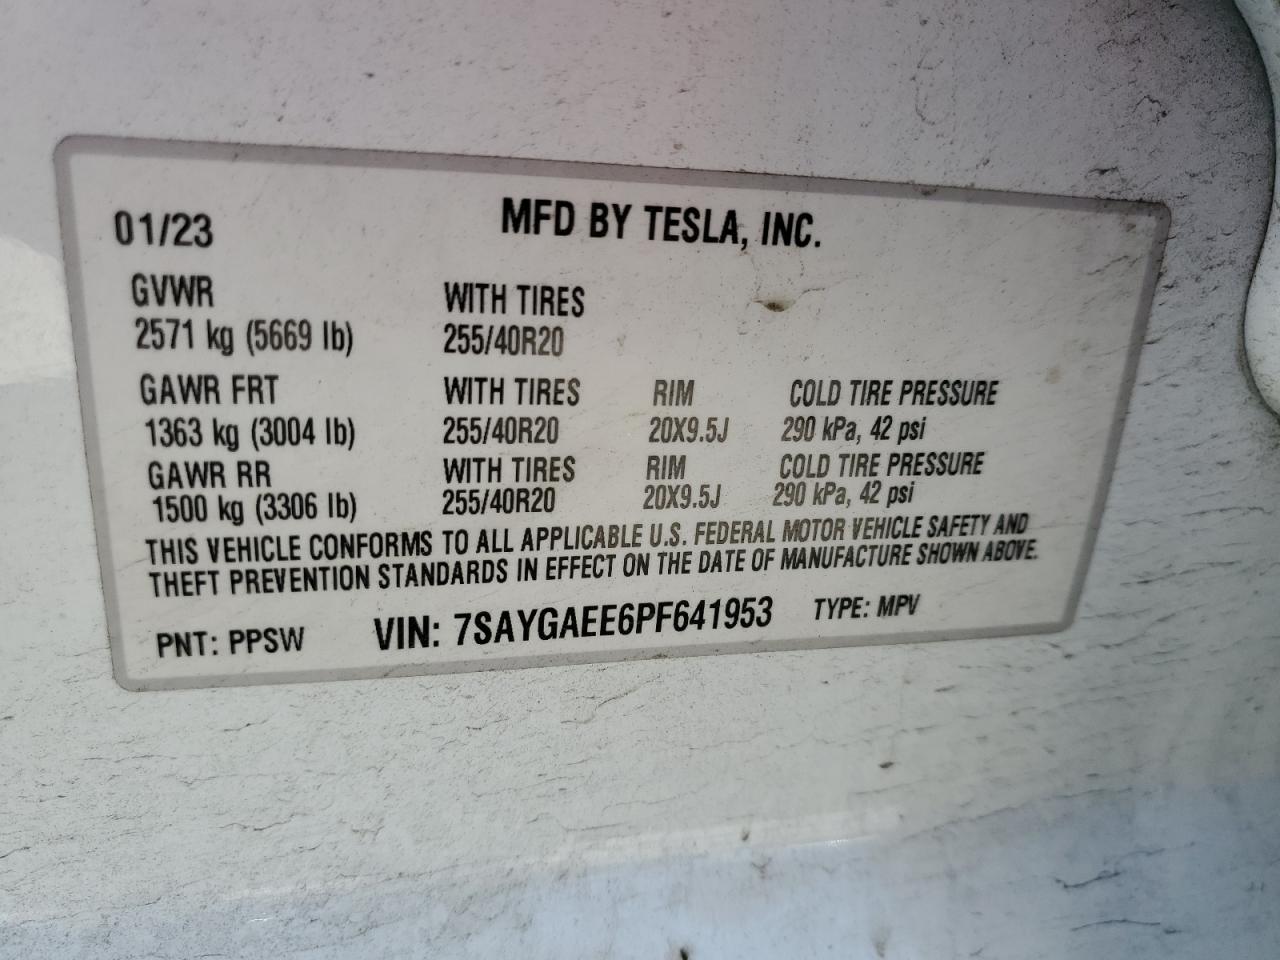 01/23 MFD BY TESLA, INC.
GVWR WITH TIRES
2571 kg (5669 lb) 255/40R20
GAWR FRT WITH TIRES RIM COLD TIRE PRESSURE
1363 kg (3004 lb) 255/40R20 20X9.5J 290 kPa, 42 psi
GAWR RR WITH TIRES RIM COLD TIRE PRESSURE
1500 kg (3306 lb) 255/40R20 20X9.5J 290 kPa, 42 psi
THIS VEHICLE CONFORMS TO ALL APPLICABLE U.S. FEDERAL MOTOR VEHICLE SAFETY AND
THEFT PREVENTION STANDARDS IN EFFECT ON THE DATE OF MANUFACTURE SHOWN ABOVE.
PNT: PPSW VIN: 7SAYGAEE6PF641953 TYPE: MPV